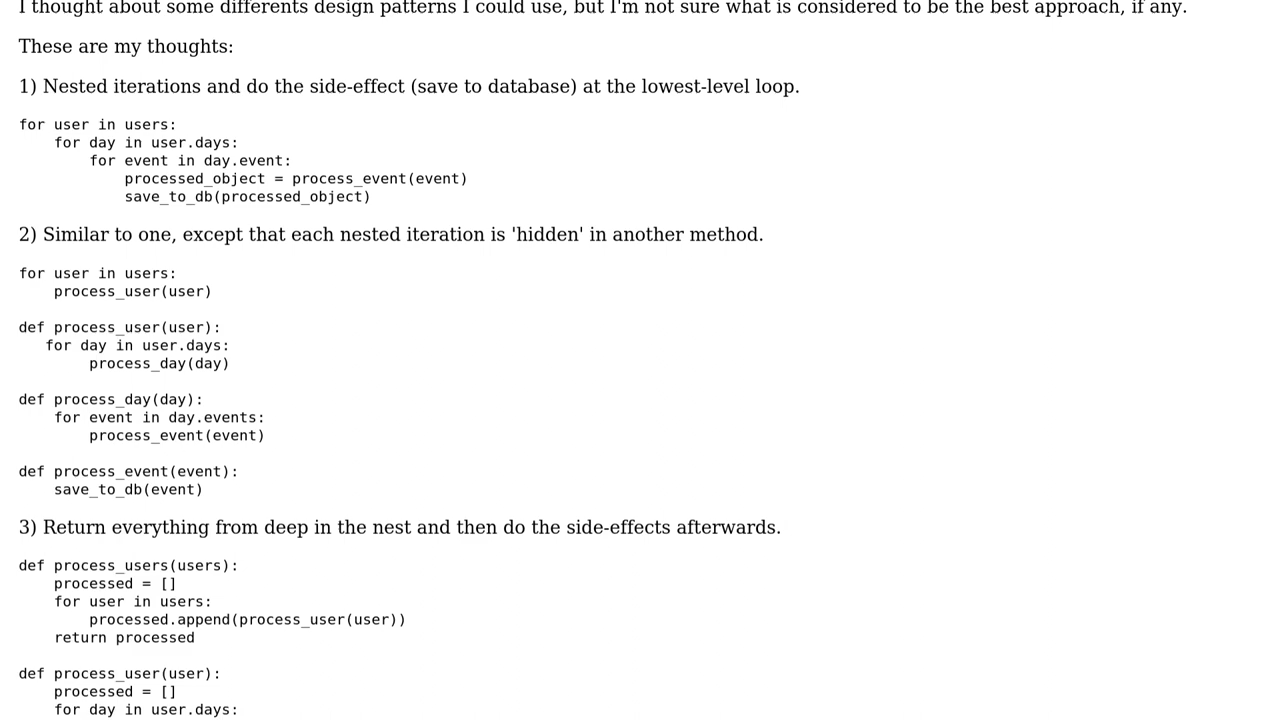 I thought about some differents design patterns I could use, but I'm not sure what is considered to be the best approach, if any.
These are my thoughts:
1) Nested iterations and do the side-effect (save to database) at the lowest-level loop.
for user in users:
    for day in user.days:
        for event in day.event:
            processed_object = process_event(event)
            save_to_db(processed_object)
2) Similar to one, except that each nested iteration is 'hidden' in another method.
for user in users:
    process_user(user)
def process_user(user):
   for day in user.days:
        process_day(day)
def process_day(day):
    for event in day.events:
        process_event(event)
def process_event(event):
    save_to_db(event)
3) Return everything from deep in the nest and then do the side-effects afterwards.
def process_users(users):
    processed = []
    for user in users:
        processed.append(process_user(user))
    return processed
def process_user(user):
    processed = []
    for day in user.days: